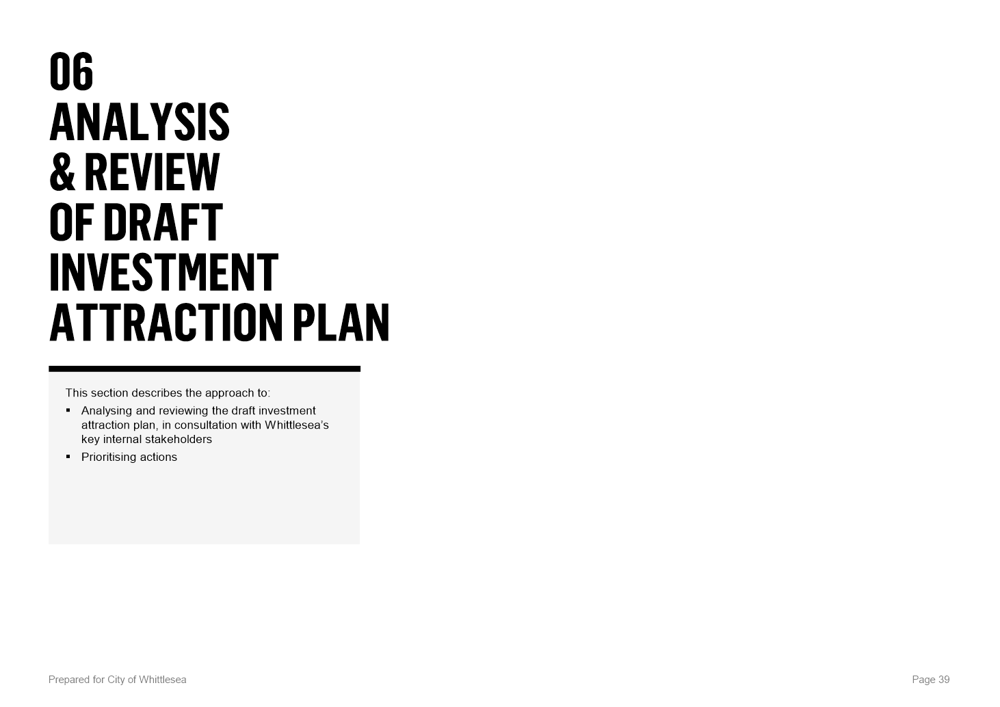 06
ANALYSIS
& REVIEW
OF DRAFT
INVESTMENT
ATTRACTION PLAN
This section describes the approach to:
▪ Analysing and reviewing the draft investment
attraction plan, in consultation with Whittlesea’s
key internal stakeholders
▪ Prioritising actions
Prepared for City of Whittlesea
Page 39